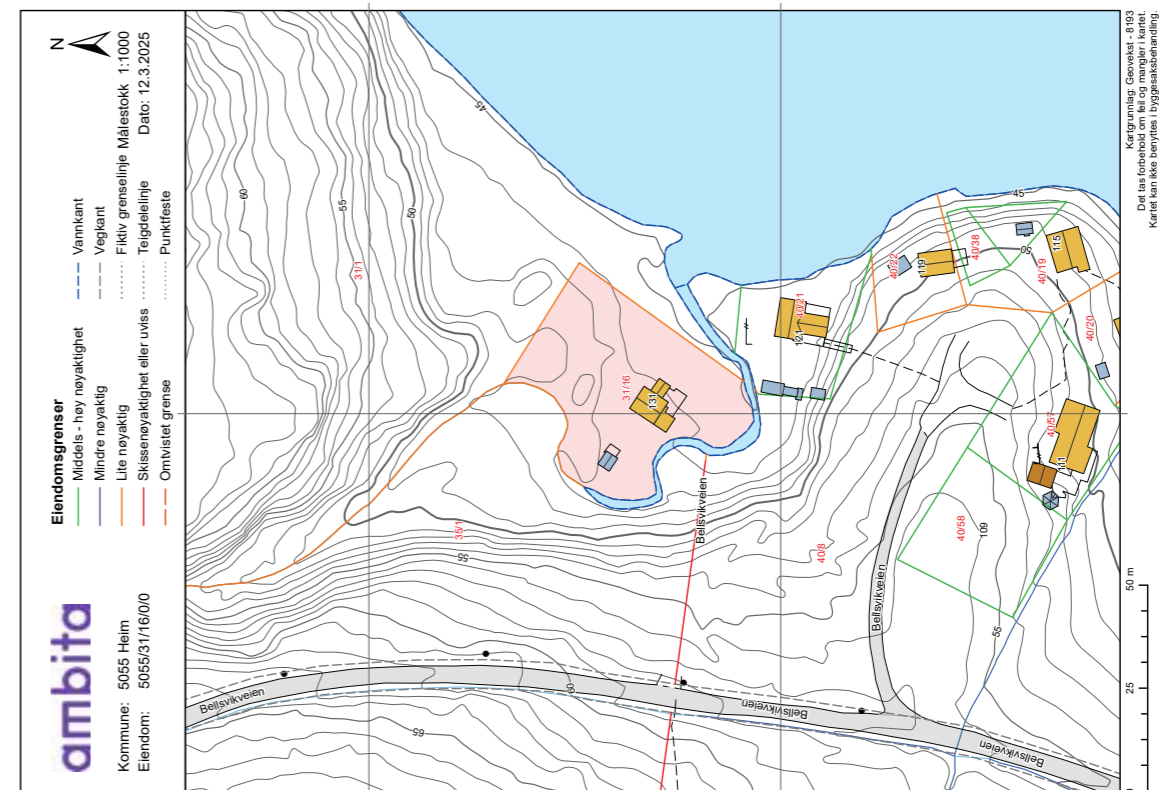 ambita
Kommune: 5055 Heim
Eiendom: 5055/31/16/0/0
Eiendomsgrenser
Middels - høy nøyaktighet
Mindre nøyaktig
Lite nøyaktig
Skissenøyaktighet eller uviss
Omtvistet grense
Vannkant
Vegkant
Fiktiv grenselinje
Teigdelelinje
Punktfeste
Målestokk 1:1000
Dato: 12.3.2025
N
45
60
55
50
31/1
31/16
131
35/1
55
Bellsvikveien
40/8
60
65
Bellsvikveien
Bellsvikveien
Bellsvikveien
Bellsvikveien
40/21
121
40/22
119
40/38
45
50
115
40/19
40/20
40/57
111
40/58
109
55
0
25
50 m
Kartgrunnlag: Geovekst - 8193
Det tas forbehold om feil og mangler i kartet.
Kartet kan ikke benyttes i byggesaksbehandling.